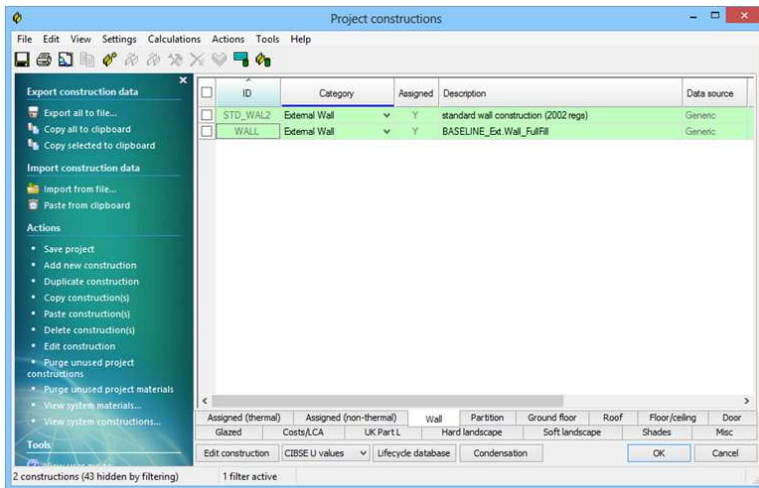 Project constructions
File Edit View Settings Calculations Actions Tools Help
Export construction data
Export all to file...
Copy all to clipboard
Copy selected to clipboard
Import construction data
Import from file...
Paste from clipboard
Actions
Save project
Add new construction
Duplicate construction
Copy construction(s)
Paste construction(s)
Delete construction(s)
Edit construction
Purge unused project
constructions
Purge unused project materials
View system materials...
View system constructions...
Tools
ID Category Assigned Description Data source
STD_WAL2 External Wall Y standard wall construction (2002 regs) Generic
WALL External Wall Y BASELINE_Ext.Wall_FullFill Generic
Assigned (thermal) Assigned (non-thermal) Wall Partition Ground floor Roof Floor/ceiling Door
Glazed Costs/LCA UK Part L Hard landscape Soft landscape Shades Misc
Edit construction CIBSE U values Lifecycle database Condensation OK Cancel
2 constructions (43 hidden by filtering) 1 filter active